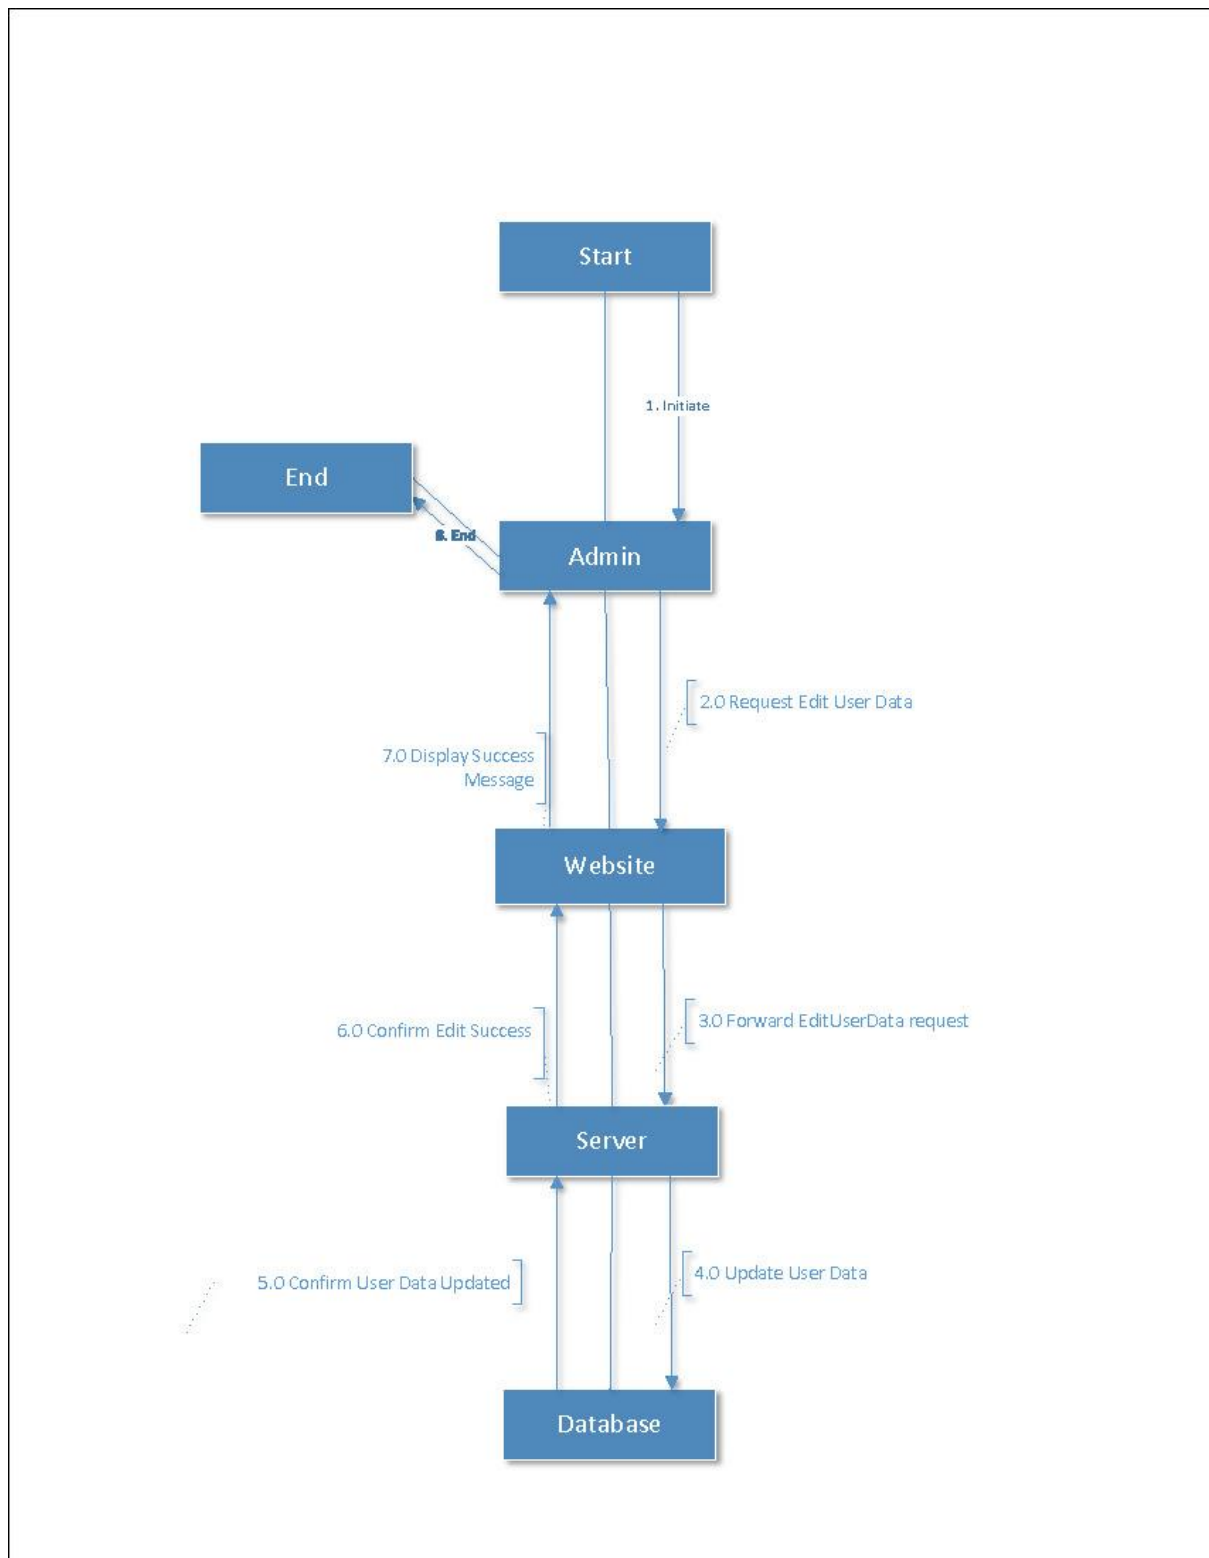 Start
1. Initiate
End
8. End
Admin
2.0 Request Edit User Data
7.0 Display Success
Message
Website
6.0 Confirm Edit Success
3.0 Forward EditUserData request
Server
5.0 Confirm User Data Updated
4.0 Update User Data
Database